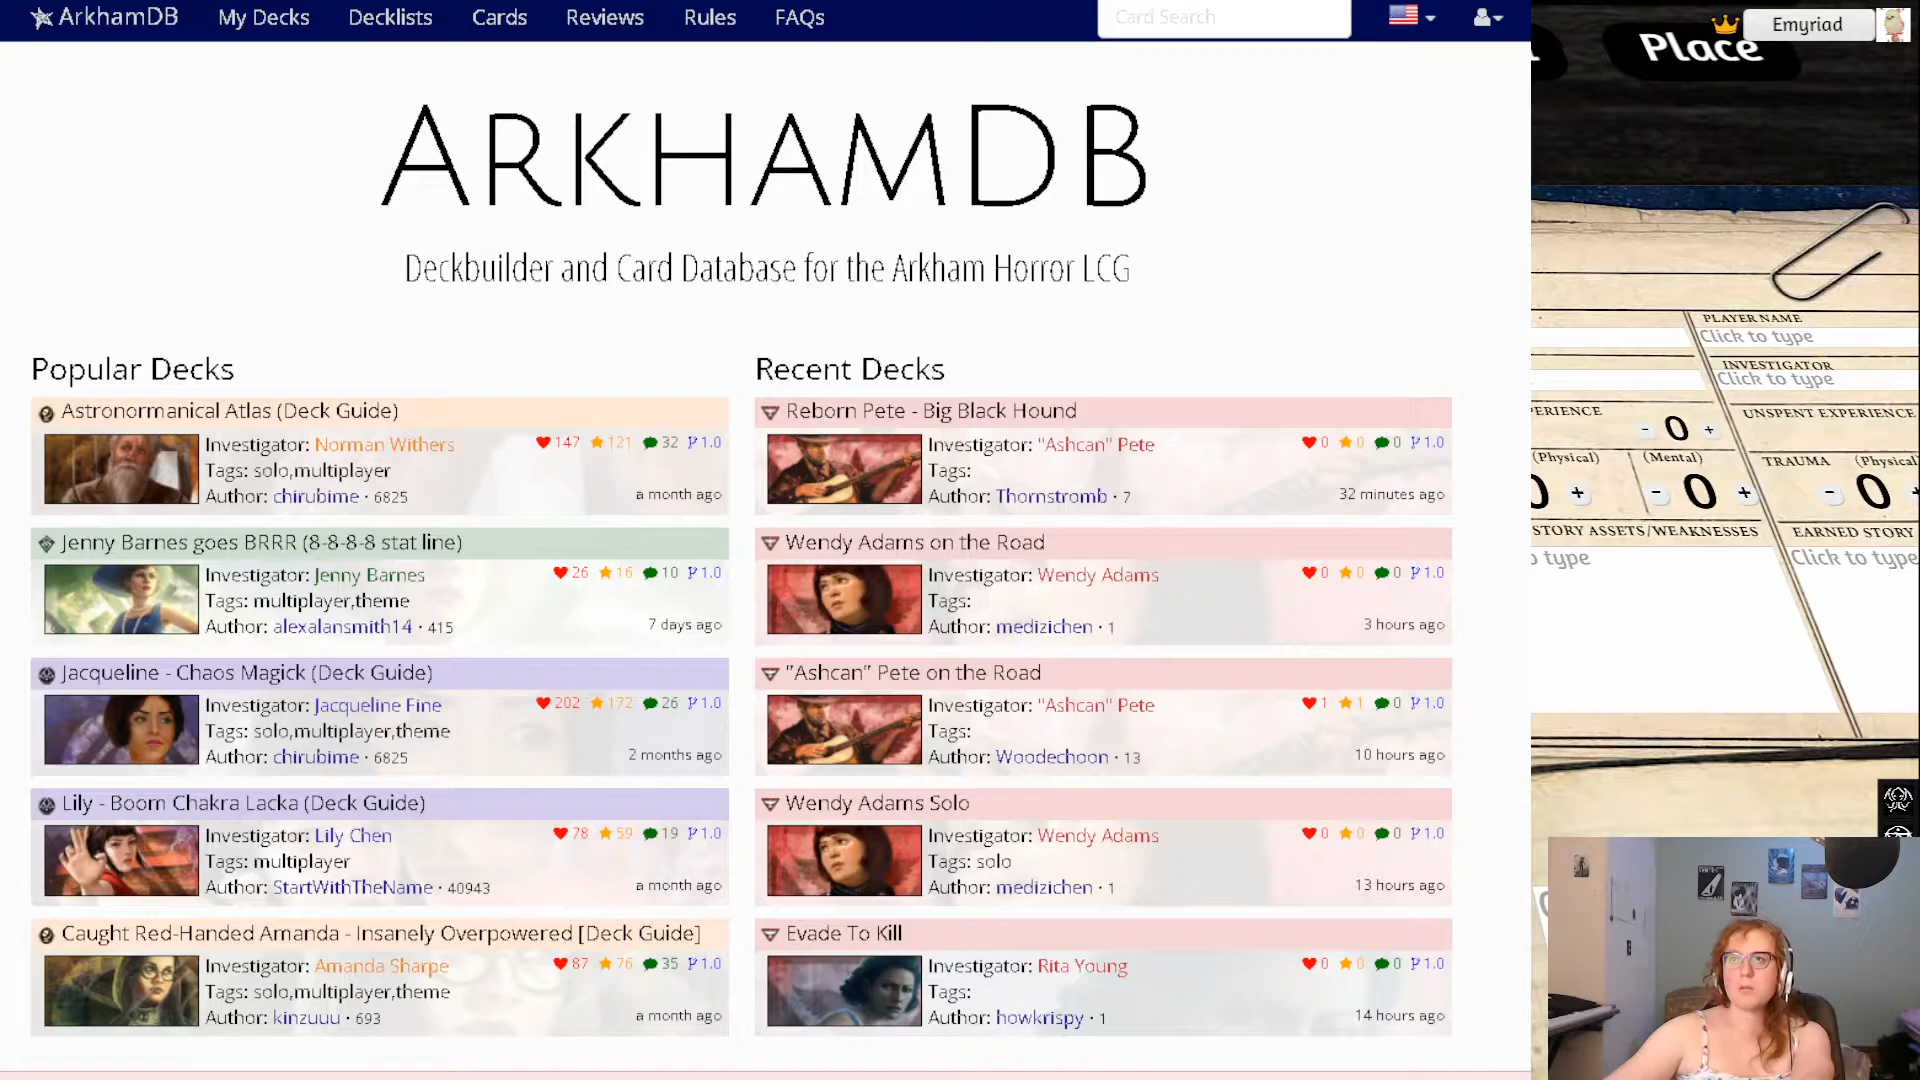 ArkhamDB My Decks Decklists Cards Reviews Rules FAQs Card Search
Emyriad
Place
ARKHAMDB
Deckbuilder and Card Database for the Arkham Horror LCG
Popular Decks
Astronormanical Atlas (Deck Guide)
Investigator: Norman Withers 147 121 32 1.0
Tags: solo,multiplayer
Author: chirubime · 6825 a month ago
Jenny Barnes goes BRRR (8-8-8-8 stat line)
Investigator: Jenny Barnes 26 16 10 1.0
Tags: multiplayer,theme
Author: alexalansmith14 · 415 7 days ago
Jacqueline - Chaos Magick (Deck Guide)
Investigator: Jacqueline Fine 202 172 26 1.0
Tags: solo,multiplayer,theme
Author: chirubime · 6825 2 months ago
Lily - Boom Chakra Lacka (Deck Guide)
Investigator: Lily Chen 78 59 19 1.0
Tags: multiplayer
Author: StartWithTheName · 40943 a month ago
Caught Red-Handed Amanda - Insanely Overpowered [Deck Guide]
Investigator: Amanda Sharpe 87 76 35 1.0
Tags: solo,multiplayer,theme
Author: kinzuuu · 693 a month ago
Recent Decks
Reborn Pete - Big Black Hound
Investigator: "Ashcan" Pete 0 0 0 1.0
Tags:
Author: Thornstromb · 7 32 minutes ago
Wendy Adams on the Road
Investigator: Wendy Adams 0 0 0 1.0
Tags:
Author: medizichen · 1 3 hours ago
"Ashcan" Pete on the Road
Investigator: "Ashcan" Pete 1 1 0 1.0
Tags:
Author: Woodechoon · 13 10 hours ago
Wendy Adams Solo
Investigator: Wendy Adams 0 0 0 1.0
Tags: solo
Author: medizichen · 1 13 hours ago
Evade To Kill
Investigator: Rita Young 0 0 0 1.0
Tags:
Author: howkrispy · 1 14 hours ago
PLAYER NAME
Click to type
INVESTIGATOR
Click to type
PERIENCE - 0 + UNSPENT EXPERIENCE
(Physical) (Mental) TRAUMA (Physical
0 + - 0 + - 0 +
STORY ASSETS/WEAKNESSES EARNED STORY
o type Click to type